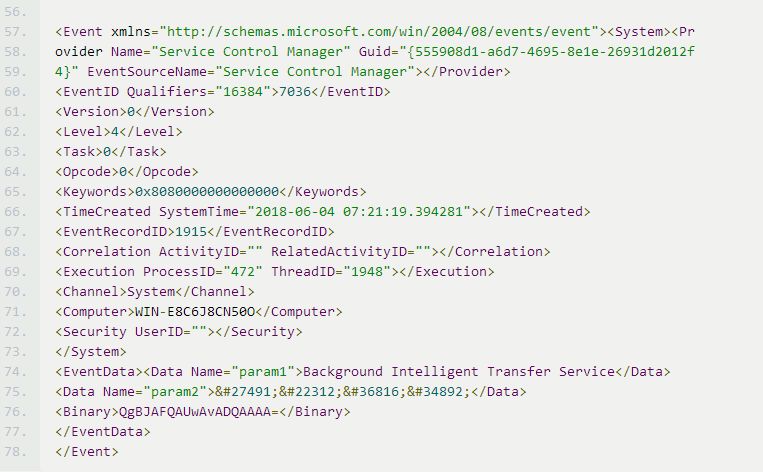 56.
57. <Event xmlns="http://schemas.microsoft.com/win/2004/08/events/event"><System><Pr
58. ovider Name="Service Control Manager" Guid="{555908d1-a6d7-4695-8e1e-26931d2012f
59. 4}" EventSourceName="Service Control Manager"></Provider>
60. <EventID Qualifiers="16384">7036</EventID>
61. <Version>0</Version>
62. <Level>4</Level>
63. <Task>0</Task>
64. <Opcode>0</Opcode>
65. <Keywords>0x8080000000000000</Keywords>
66. <TimeCreated SystemTime="2018-06-04 07:21:19.394281"></TimeCreated>
67. <EventRecordID>1915</EventRecordID>
68. <Correlation ActivityID="" RelatedActivityID=""></Correlation>
69. <Execution ProcessID="472" ThreadID="1948"></Execution>
70. <Channel>System</Channel>
71. <Computer>WIN-E8C6J8CN50O</Computer>
72. <Security UserID=""></Security>
73. </System>
74. <EventData><Data Name="param1">Background Intelligent Transfer Service</Data>
75. <Data Name="param2">&#27491;&#22312;&#36816;&#34892;</Data>
76. <Binary>QgBJAFQAUwAvADQAAAA=</Binary>
77. </EventData>
78. </Event>